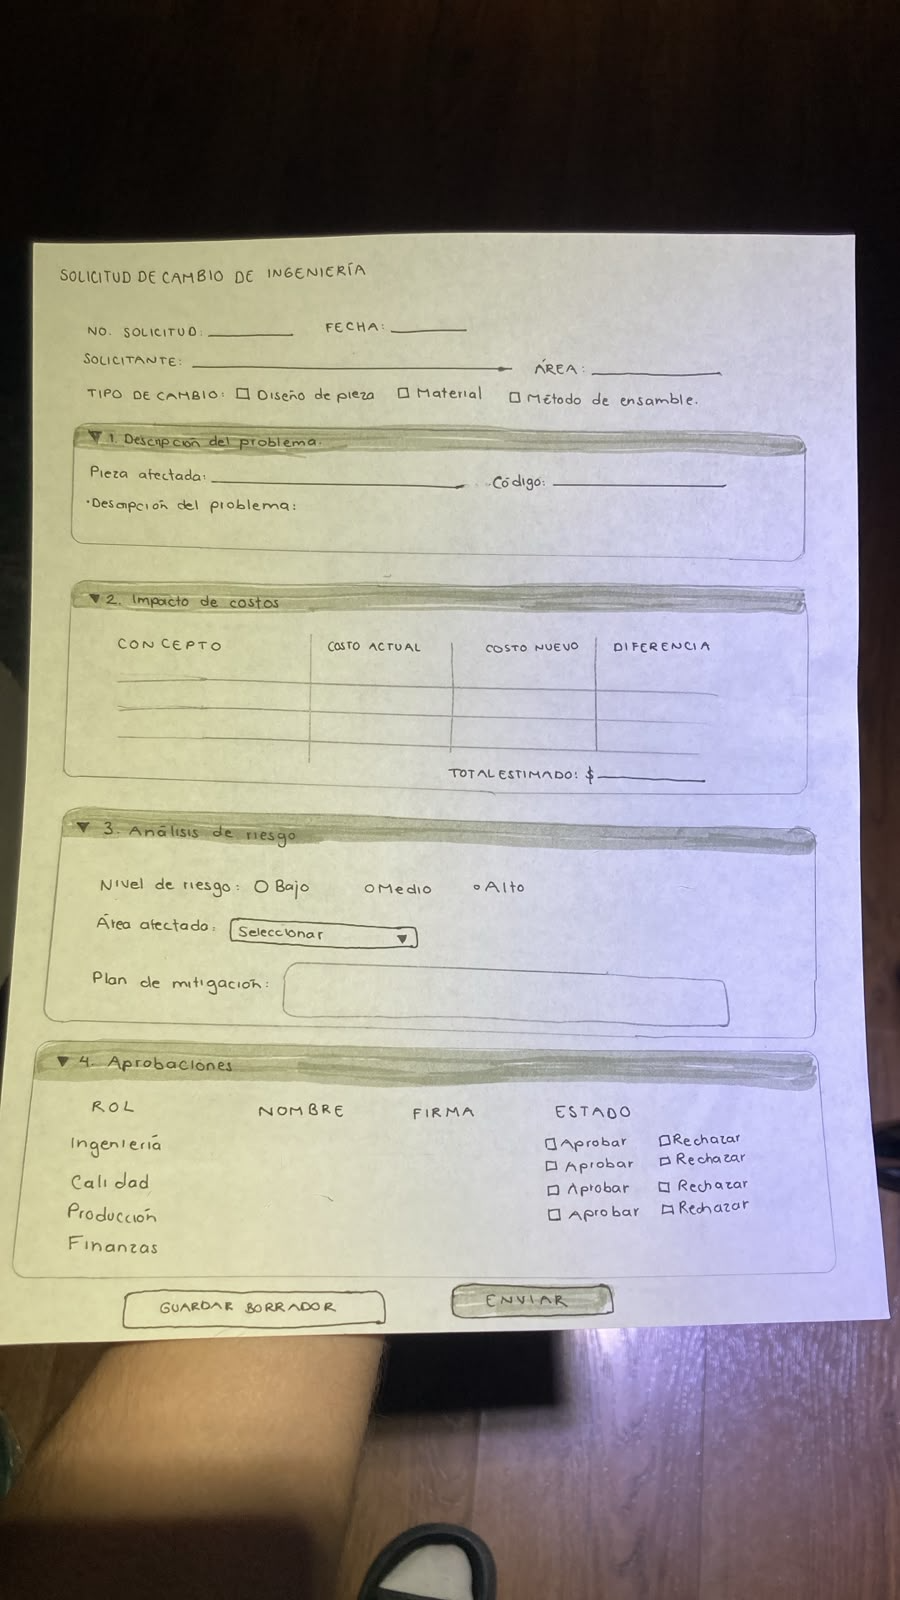 SOLICITUD DE CAMBIO DE INGENIERÍA
NO. SOLICITUD: FECHA:
SOLICITANTE: ÁREA:
TIPO DE CAMBIO: Diseño de pieza Material Método de ensamble.
1. Descripción del problema.
Pieza afectada: Código:
Descripción del problema:
2. Impacto de costos
CONCEPTO COSTO ACTUAL COSTO NUEVO DIFERENCIA
TOTAL ESTIMADO: $
3. Análisis de riesgo
Nivel de riesgo: Bajo Medio Alto
Área afectada: Seleccionar
Plan de mitigación:
4. Aprobaciones
ROL NOMBRE FIRMA ESTADO
Ingeniería Aprobar Rechazar
Aprobar Rechazar
Calidad Aprobar Rechazar
Producción Aprobar Rechazar
Finanzas
GUARDAR BORRADOR ENVIAR